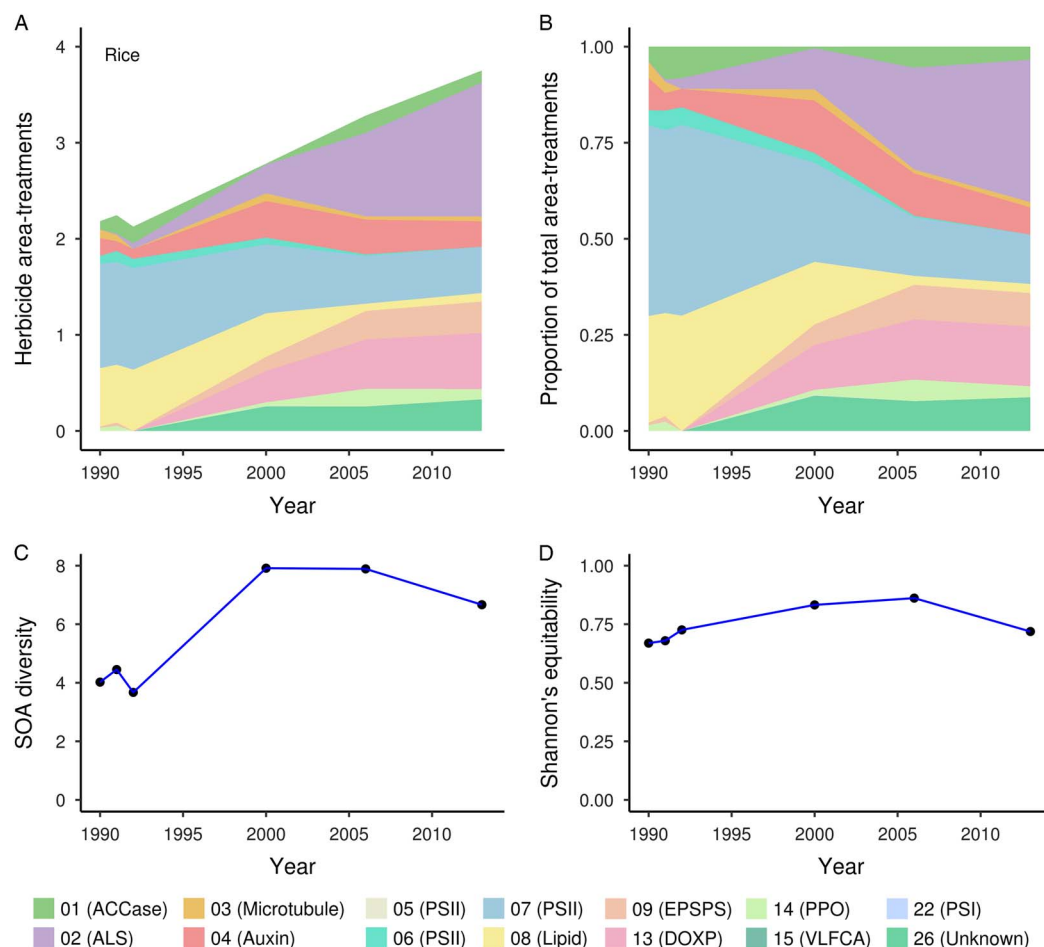 A
B
Rice
Herbicide area-treatments
4
3
2
1
0
1990 1995 2000 2005 2010
Year
Proportion of total area-treatments
1.00
0.75
0.50
0.25
0.00
1990 1995 2000 2005 2010
Year
C
D
SOA diversity
8
6
4
2
0
1990 1995 2000 2005 2010
Year
Shannon's equitability
1.00
0.75
0.50
0.25
0.00
1990 1995 2000 2005 2010
Year
01 (ACCase) 03 (Microtubule) 05 (PSII) 07 (PSII) 09 (EPSPS) 14 (PPO) 22 (PSI)
02 (ALS) 04 (Auxin) 06 (PSII) 08 (Lipid) 13 (DOXP) 15 (VLFCA) 26 (Unknown)